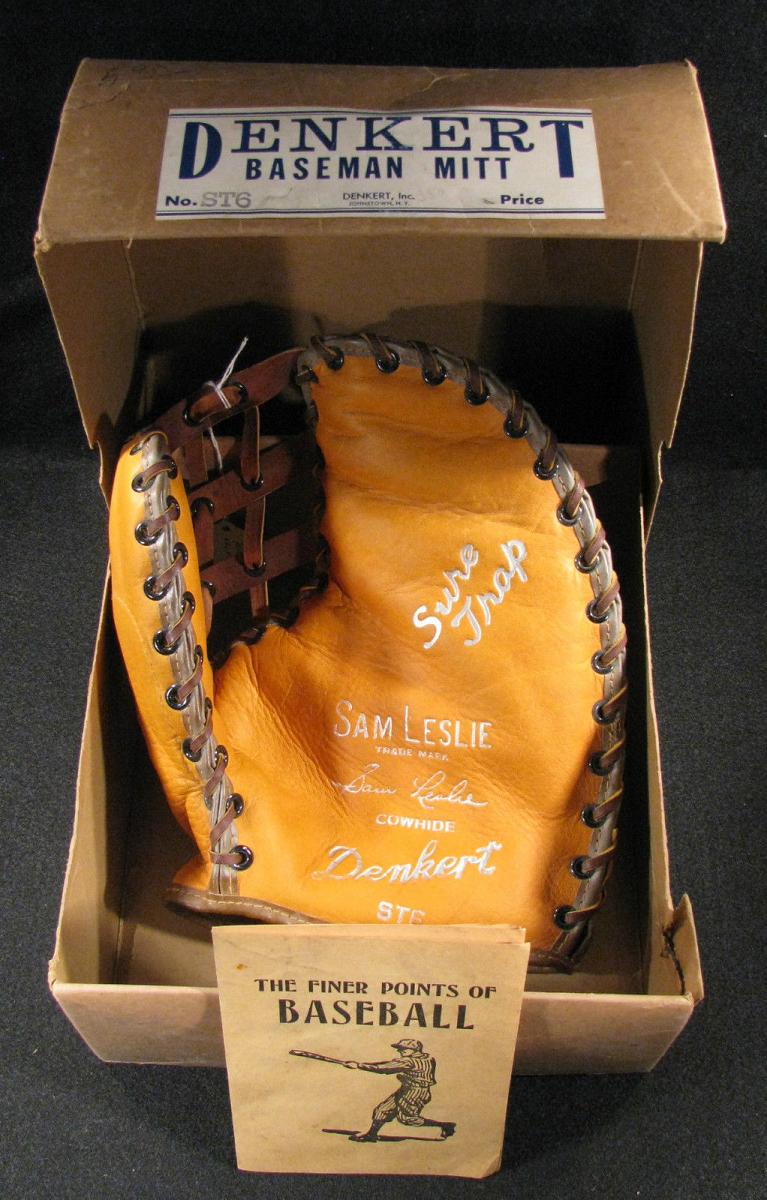 DENKERT
BASEMAN MITT
No. ST6
DENKERT, Inc.
JOHNSTOWN, N.Y.
Price
Sure
Trap
SAM LESLIE
TRADE MARK
Sam Leslie
COWHIDE
Denkert
ST6
THE FINER POINTS OF
BASEBALL